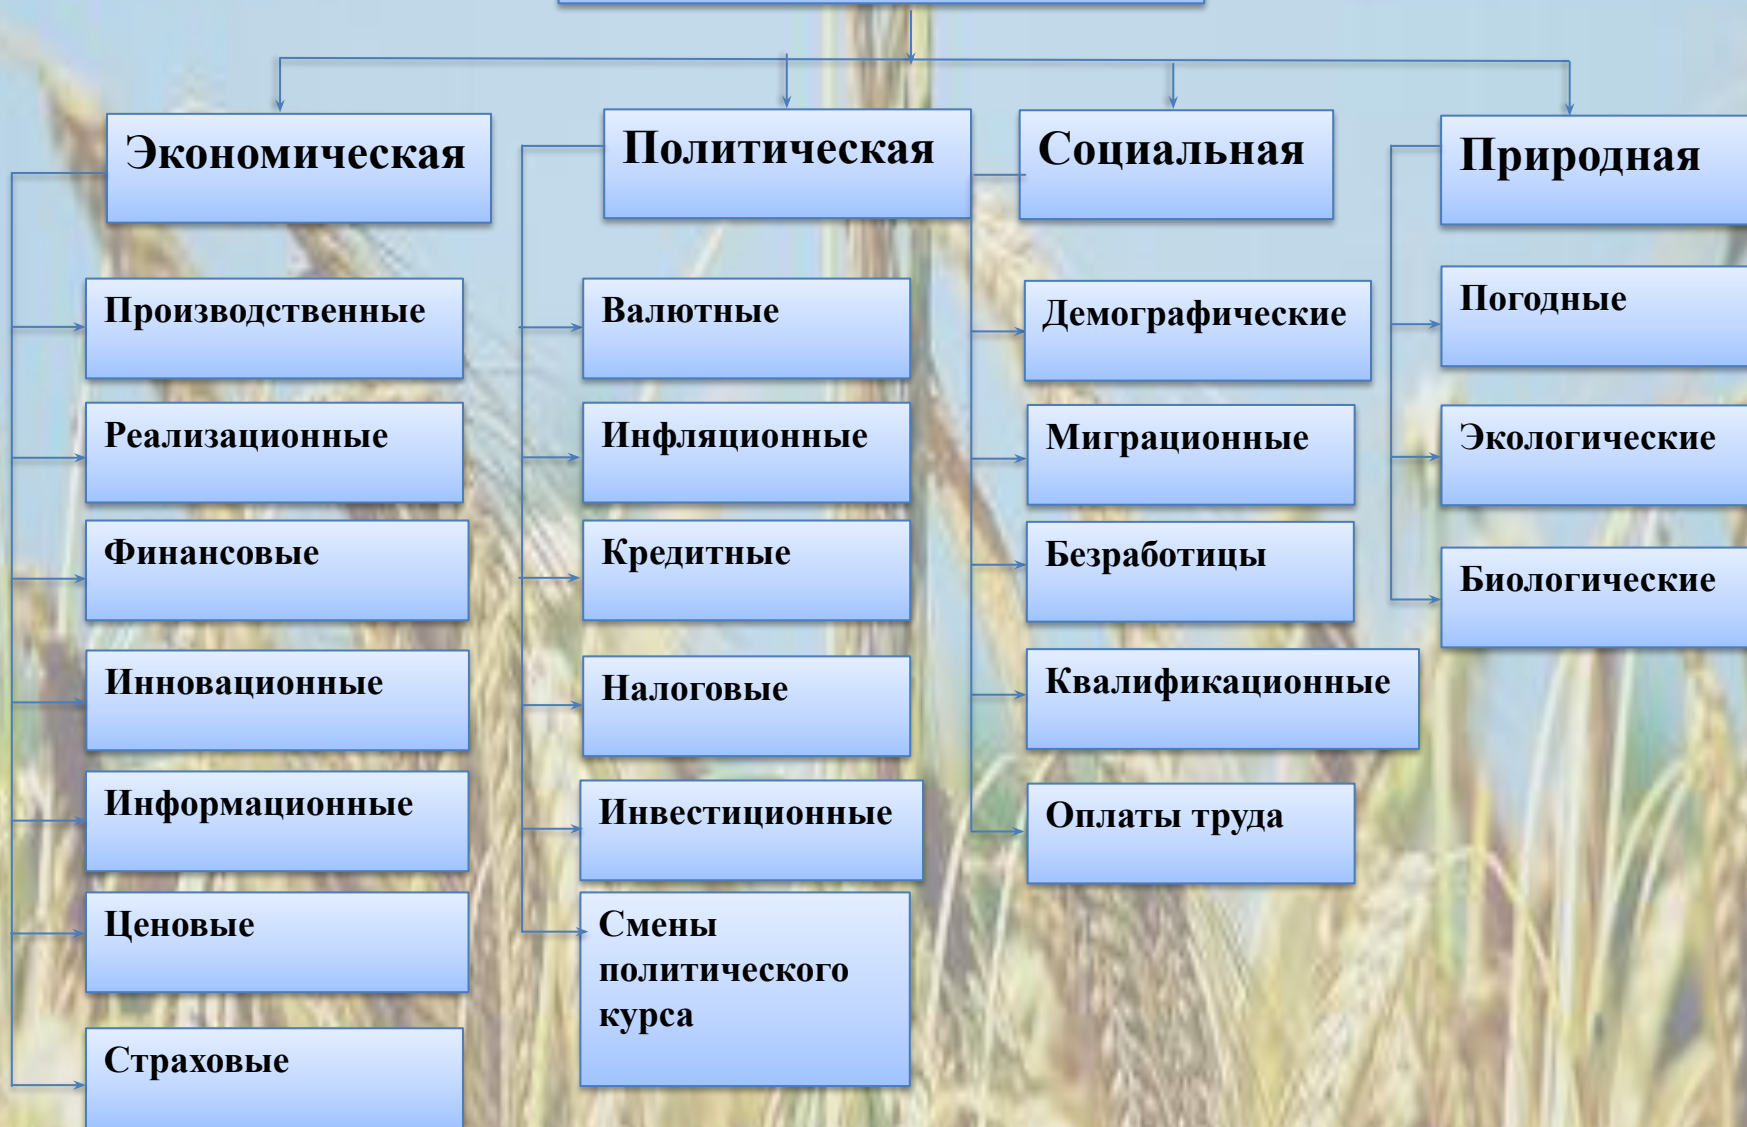 Экономическая
Политическая
Социальная
Природная
Производственные
Реализационные
Финансовые
Инновационные
Информационные
Ценовые
Страховые
Валютные
Инфляционные
Кредитные
Налоговые
Инвестиционные
Смены
политического
курса
Демографические
Миграционные
Безработицы
Квалификационные
Оплаты труда
Погодные
Экологические
Биологические